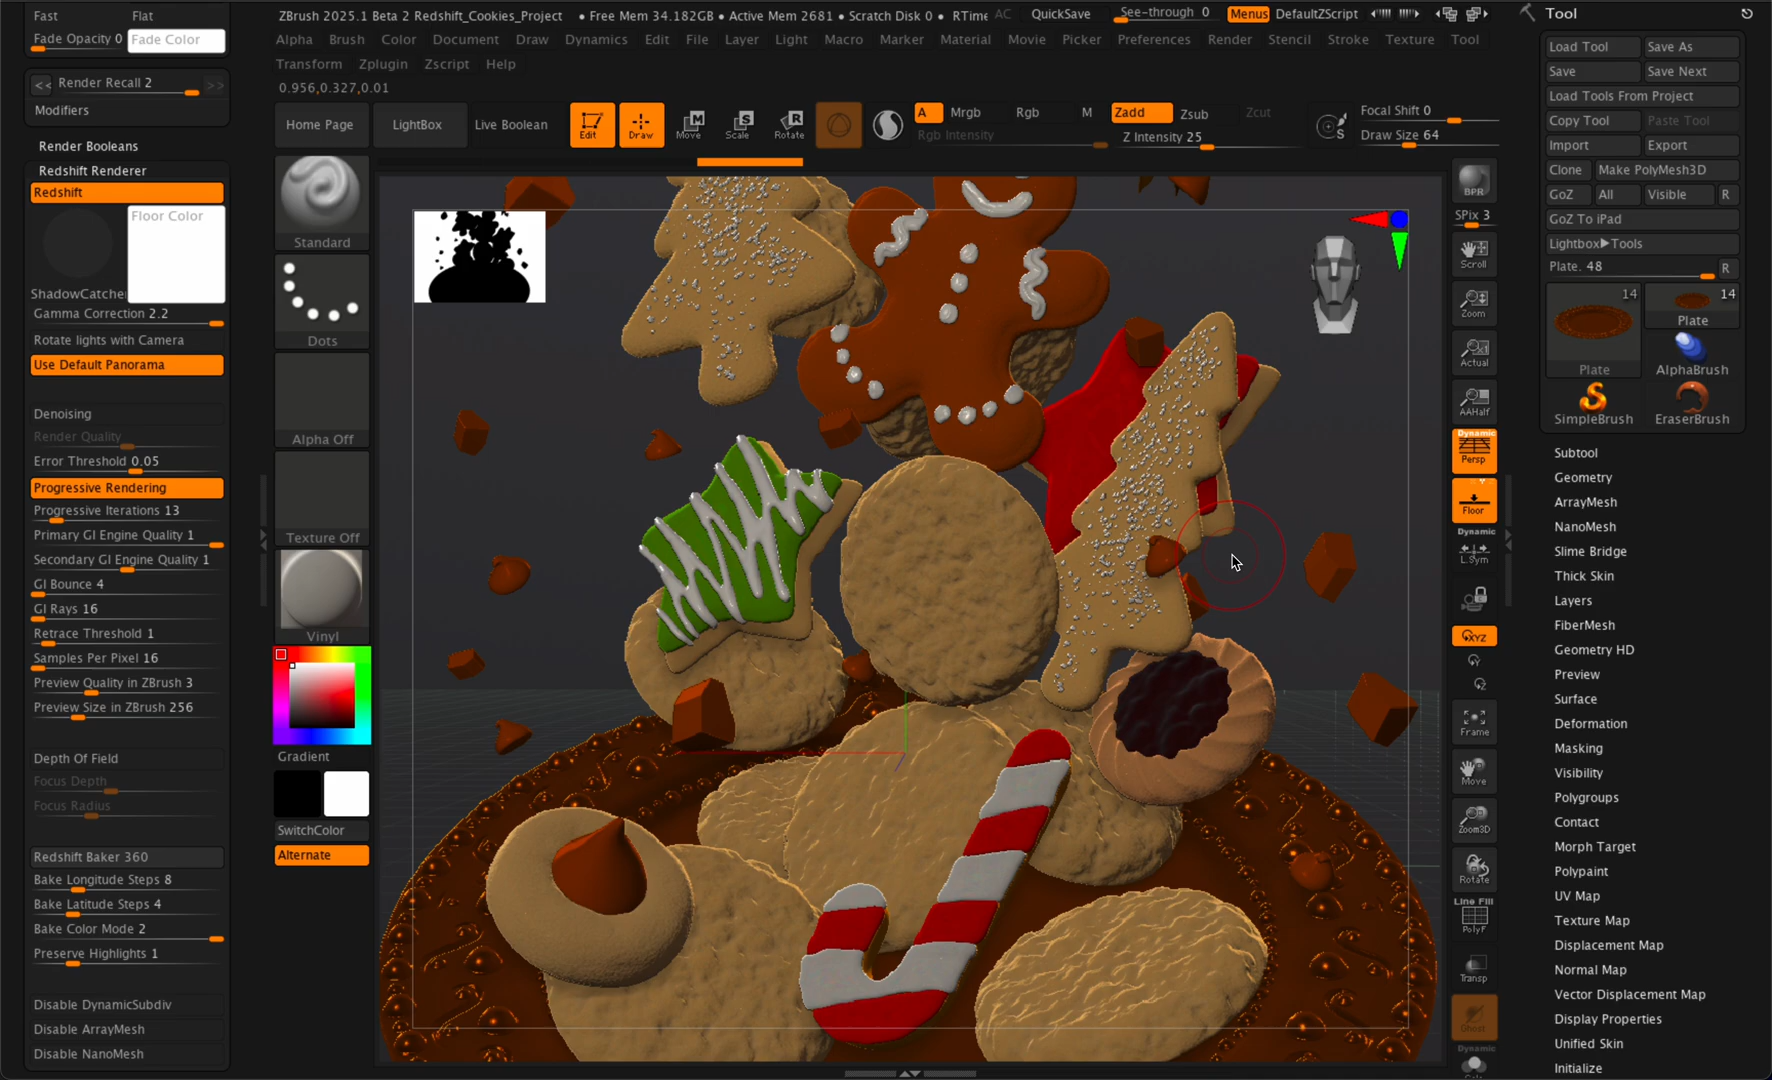 ZBrush 2025.1 Beta 2 Redshift_Cookies_Project • Free Mem 34.182GB • Active Mem 2681 • Scratch Disk 0 • RTime AC QuickSave See-through 0 Menus DefaultZScript
Alpha Brush Color Document Draw Dynamics Edit File Layer Light Macro Marker Material Movie Picker Preferences Render Stencil Stroke Texture Tool
Transform Zplugin Zscript Help
0.956,0.327,0.01
Home Page LightBox Live Boolean Edit Draw Move Scale Rotate A Mrgb Rgb M Zadd Zsub Zcut Focal Shift 0
Rgb Intensity Z Intensity 25 Draw Size 64
Fast Flat
Fade Opacity 0 Fade Color
<< Render Recall 2 >>
Modifiers
Render Booleans
Redshift Renderer
Redshift
Floor Color
ShadowCatcher
Gamma Correction 2.2
Rotate lights with Camera
Use Default Panorama
Denoising
Render Quality
Error Threshold 0.05
Progressive Rendering
Progressive Iterations 13
Primary GI Engine Quality 1
Secondary GI Engine Quality 1
GI Bounce 4
GI Rays 16
Retrace Threshold 1
Samples Per Pixel 16
Preview Quality in ZBrush 3
Preview Size in ZBrush 256
Depth Of Field
Focus Depth
Focus Radius
Redshift Baker 360
Bake Longitude Steps 8
Bake Latitude Steps 4
Bake Color Mode 2
Preserve Highlights 1
Disable DynamicSubdiv
Disable ArrayMesh
Disable NanoMesh
Standard
Dots
Alpha Off
Texture Off
Vinyl
Gradient
SwitchColor
Alternate
BPR
SPix 3
Scroll
Zoom
Actual
AAHalf
Dynamic
Persp
Floor
Dynamic
L.Sym
XYZ
Frame
Move
Zoom3D
Rotate
Line Fill
PolyF
Transp
Ghost
Dynamic
Tool
Load Tool Save As
Save Save Next
Load Tools From Project
Copy Tool Paste Tool
Import Export
Clone Make PolyMesh3D
GoZ All Visible R
GoZ To iPad
Lightbox▶Tools
Plate. 48 R
14 14
Plate
Plate AlphaBrush
SimpleBrush EraserBrush
Subtool
Geometry
ArrayMesh
NanoMesh
Slime Bridge
Thick Skin
Layers
FiberMesh
Geometry HD
Preview
Surface
Deformation
Masking
Visibility
Polygroups
Contact
Morph Target
Polypaint
UV Map
Texture Map
Displacement Map
Normal Map
Vector Displacement Map
Display Properties
Unified Skin
Initialize